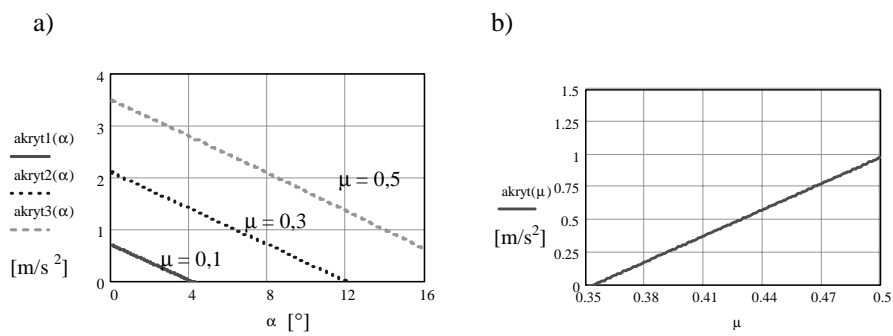 a)
4
3
2
1
0
akryt1(α)
akryt2(α)
akryt3(α)
[m/s²]
μ = 0,5
μ = 0,3
μ = 0,1
0 4 8 12 16
α [°]
b)
1.5
1.25
1
0.75
0.5
0.25
0
akryt(μ)
[m/s²]
0.35 0.38 0.41 0.44 0.47 0.5
μ